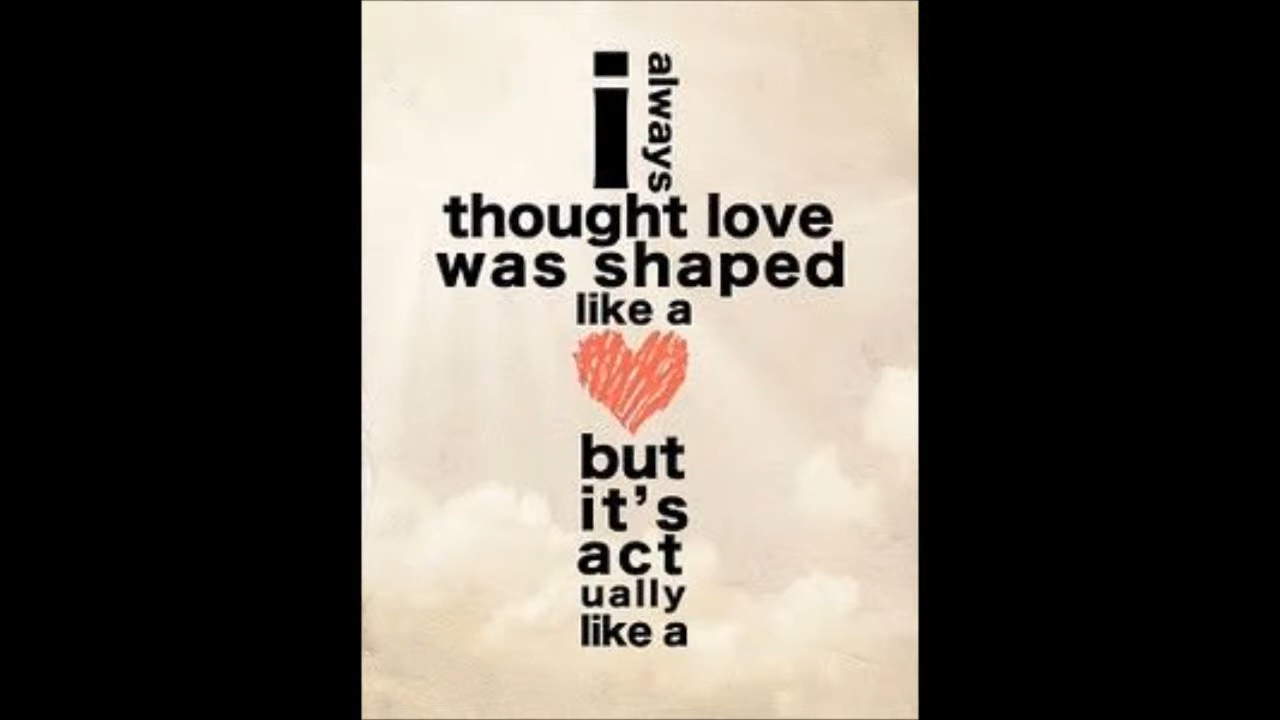 i always
thought love
was shaped
like a
but
it's
act
ually
like a